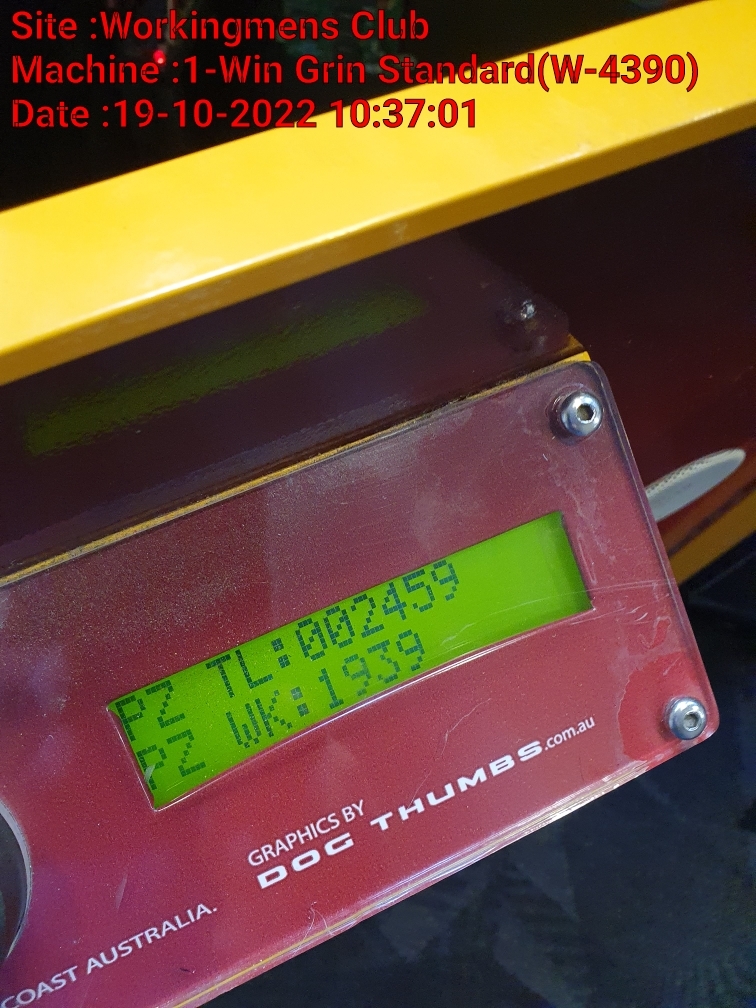 Site :Workingmens Club
Machine :1-Win Grin Standard(W-4390)
Date :19-10-2022 10:37:01
PZ TL:002459
PZ WK:1939
GRAPHICS BY
DOG THUMBS.com.au
COAST AUSTRALIA.